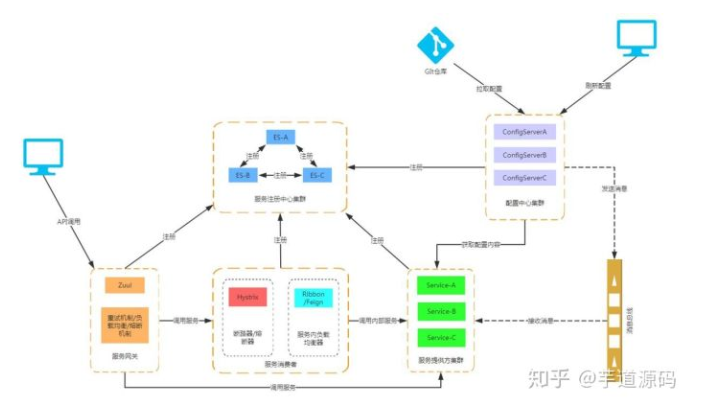 Git仓库
拉取配置
刷新配置
ES-A
注册
注册
ES-B
注册
ES-C
服务注册中心集群
ConfigServerA
ConfigServerB
ConfigServerC
配置中心集群
注册
发送消息
API调用
注册
注册
注册
获取配置内容
Zuul
重试机制/负
载均衡/熔断
机制
服务网关
调用服务
Hystrix
断路器/熔
断器
Ribbon
/Feign
服务内负载
均衡器
服务消费者
调用内部服务
Service-A
Service-B
Service-C
服务提供方集群
接收消息
消息总线
调用服务
知乎 @芋道源码